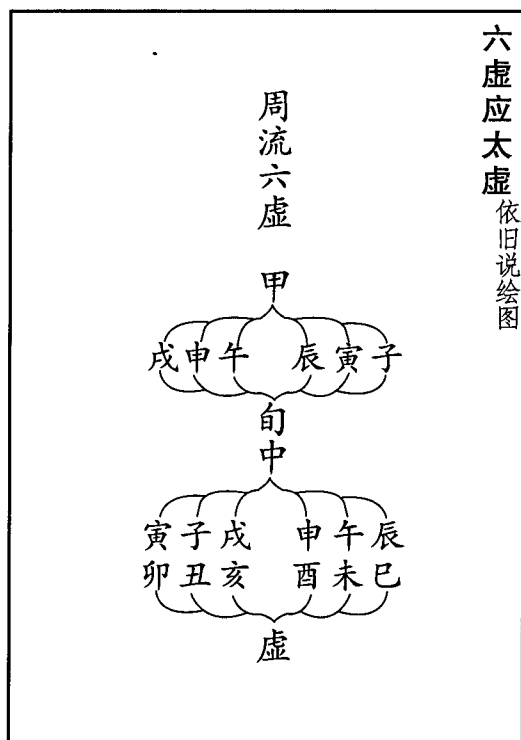 六虚应太虚
依旧说绘图
周流六虚
甲
戌申午辰寅子
旬中
寅子戌申午辰
卯丑亥酉未巳
虚